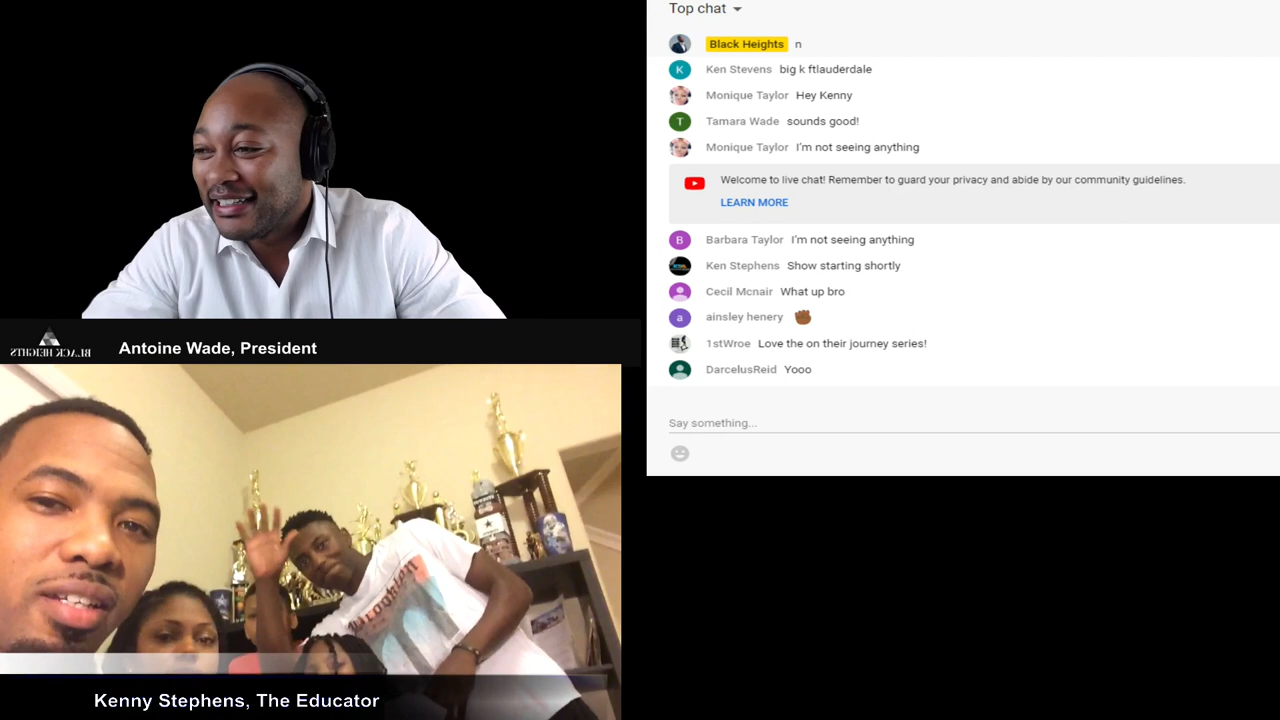 Top chat
Black Heights n
K Ken Stevens big k ftlauderdale
Monique Taylor Hey Kenny
T Tamara Wade sounds good!
Monique Taylor I'm not seeing anything
Welcome to live chat! Remember to guard your privacy and abide by our community guidelines.
LEARN MORE
B Barbara Taylor I'm not seeing anything
Ken Stephens Show starting shortly
Cecil Mcnair What up bro
a ainsley henery
1stWroe Love the on their journey series!
DarcelusReid Yooo
Say something...
BLACK HEIGHTS
Antoine Wade, President
Brooklyn
Kenny Stephens, The Educator